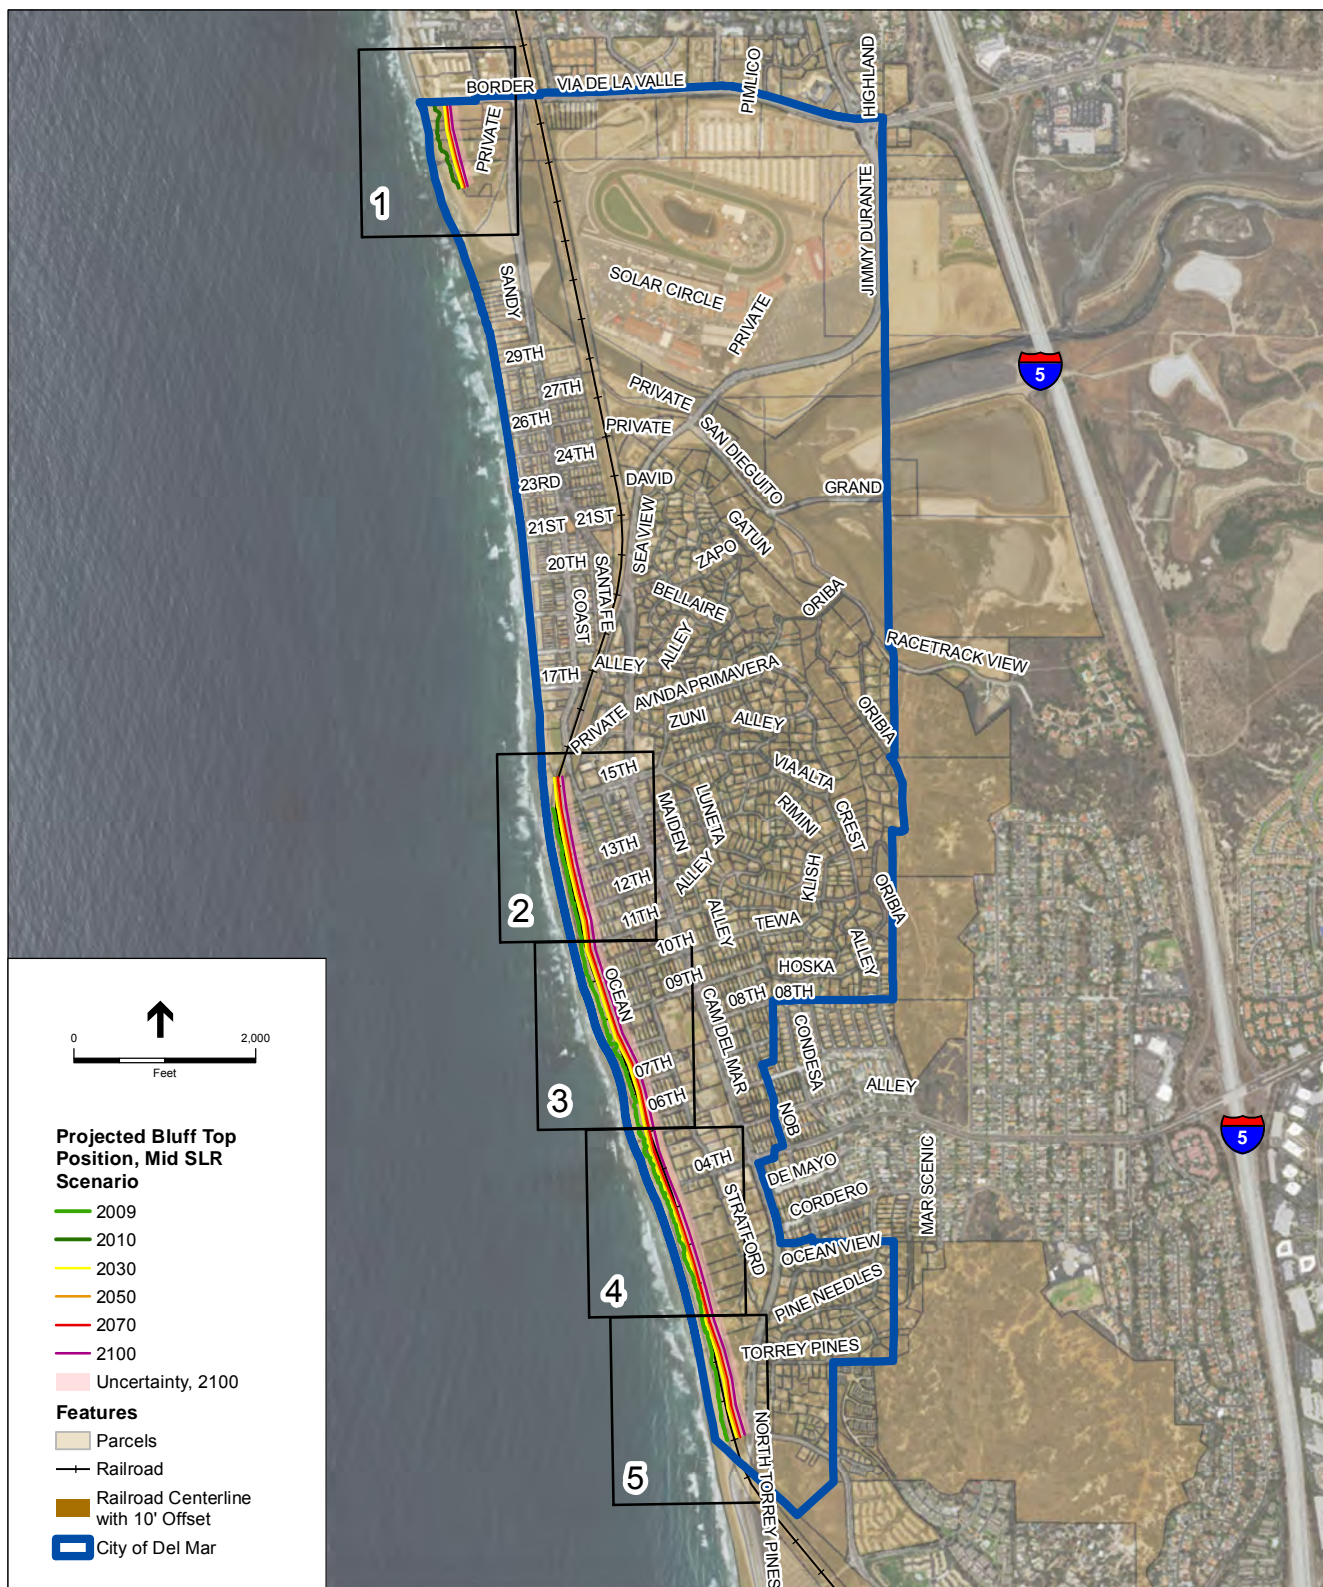 BORDER
VIA DE LA VALLE
PIMLICO
HIGHLAND
PRIVATE
1
JIMMY DURANTE
SANDY
SOLAR CIRCLE
PRIVATE
29TH
5
27TH
PRIVATE
26TH
PRIVATE
SAN DIEGUITO
24TH
DAVID
23RD
GRAND
21ST
21ST
SEA VIEW
GATUN
ZAPO
20TH
SANTA FE
COAST
BELLAIRE
ORIBA
ALLEY
RACETRACK VIEW
ALLEY
17TH
AVNDA PRIMAVERA
PRIVATE
ZUNI
ALLEY
ORIBIA
15TH
VIA ALTA
MAIDEN
LUNETA
RIMINI
CREST
13TH
ALLEY
12TH
KLISH
ORIBIA
2
11TH
ALLEY
TEWA
10TH
ALLEY
OCEAN
09TH
HOSKA
08TH
08TH
CAM DEL MAR
CONDESA
07TH
ALLEY
3
06TH
NOB
5
04TH
DE MAYO
MAR SCENIC
STRATFORD
CORDERO
OCEAN VIEW
4
PINE NEEDLES
TORREY PINES
5
NORTH TORREY PINES
0
2,000
Feet
Projected Bluff Top
Position, Mid SLR
Scenario
2009
2010
2030
2050
2070
2100
Uncertainty, 2100
Features
Parcels
Railroad
Railroad Centerline
with 10' Offset
City of Del Mar